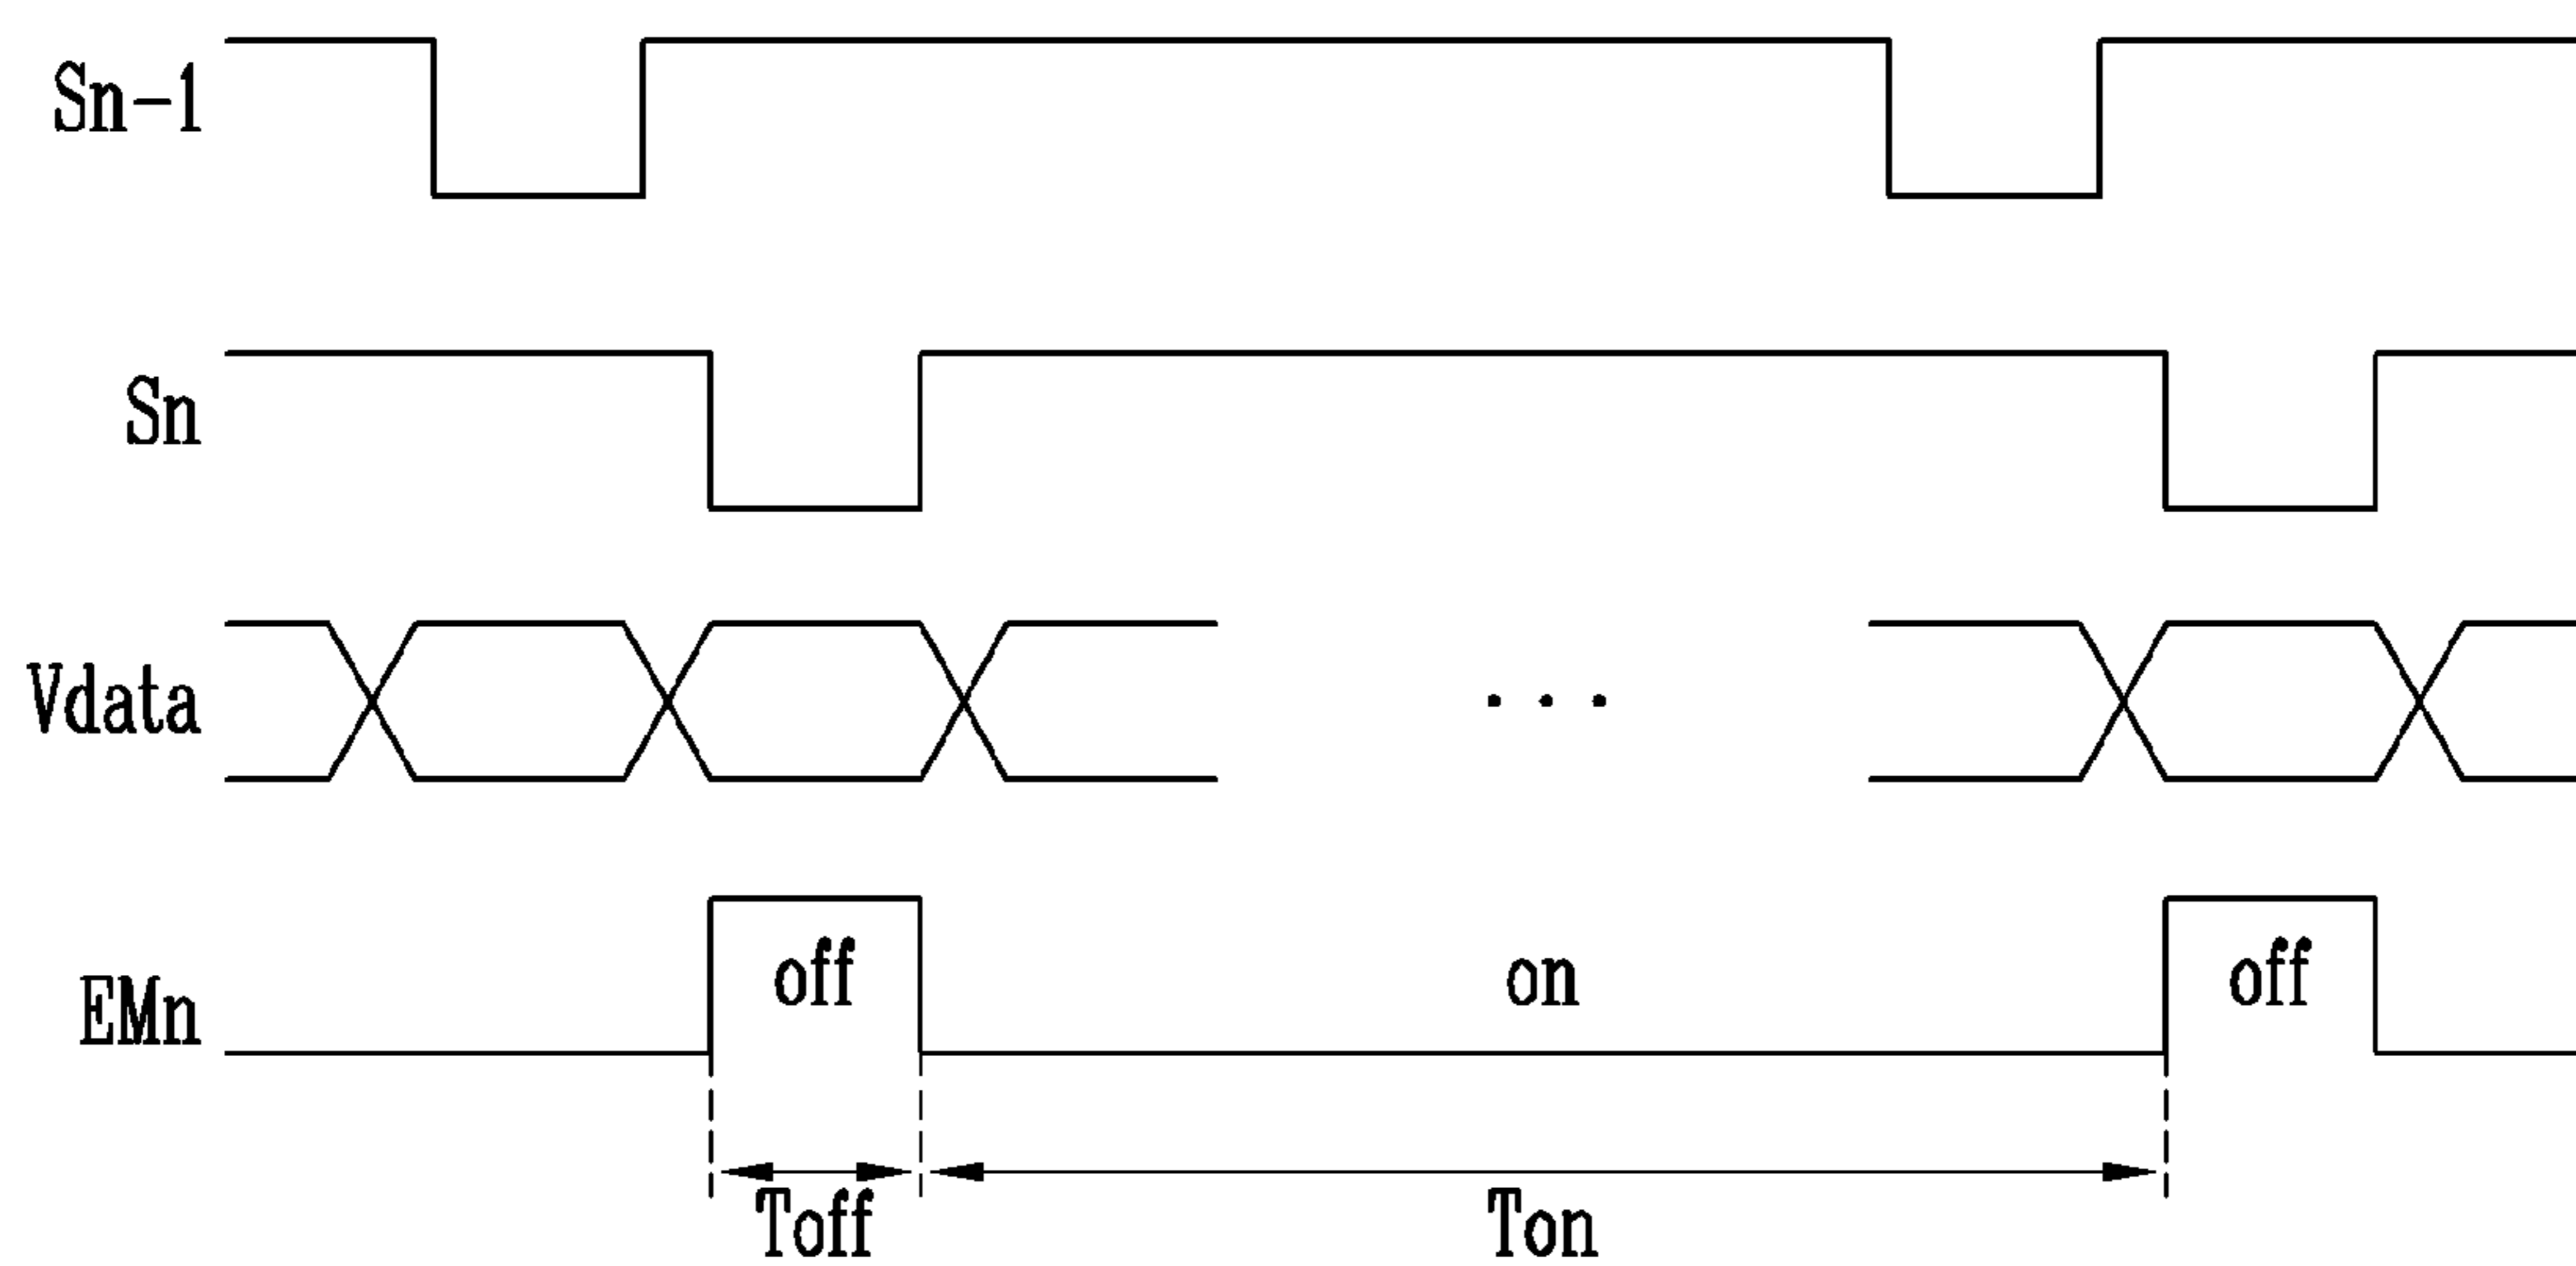 Sn-1
Sn
Vdata
. . .
EMn
off
on
off
Toff
Ton